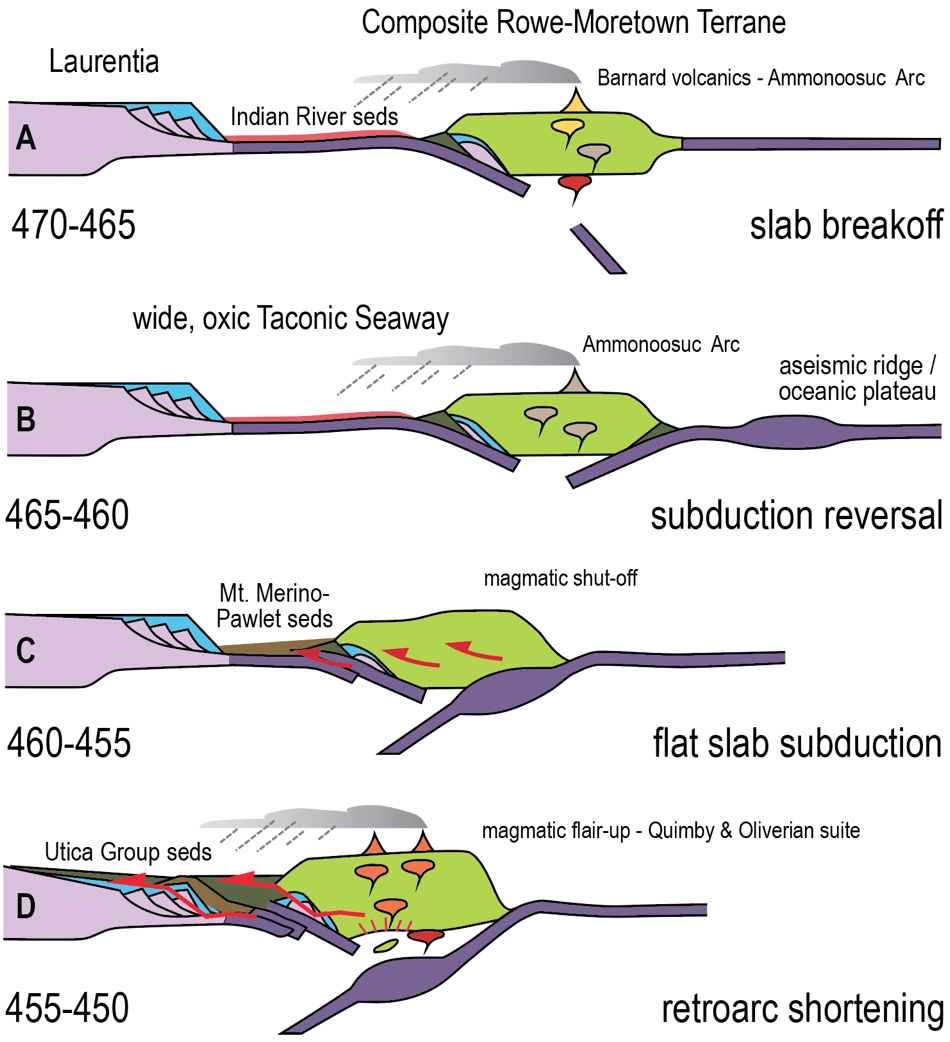 Composite Rowe-Moretown Terrane
Laurentia
Barnard volcanics - Ammonoosuc Arc
Indian River seds
A
470-465
slab breakoff
wide, oxic Taconic Seaway
Ammonoosuc Arc
aseismic ridge /
oceanic plateau
B
465-460
subduction reversal
Mt. Merino-
Pawlet seds
magmatic shut-off
C
460-455
flat slab subduction
magmatic flair-up - Quimby & Oliverian suite
Utica Group seds
D
455-450
retroarc shortening